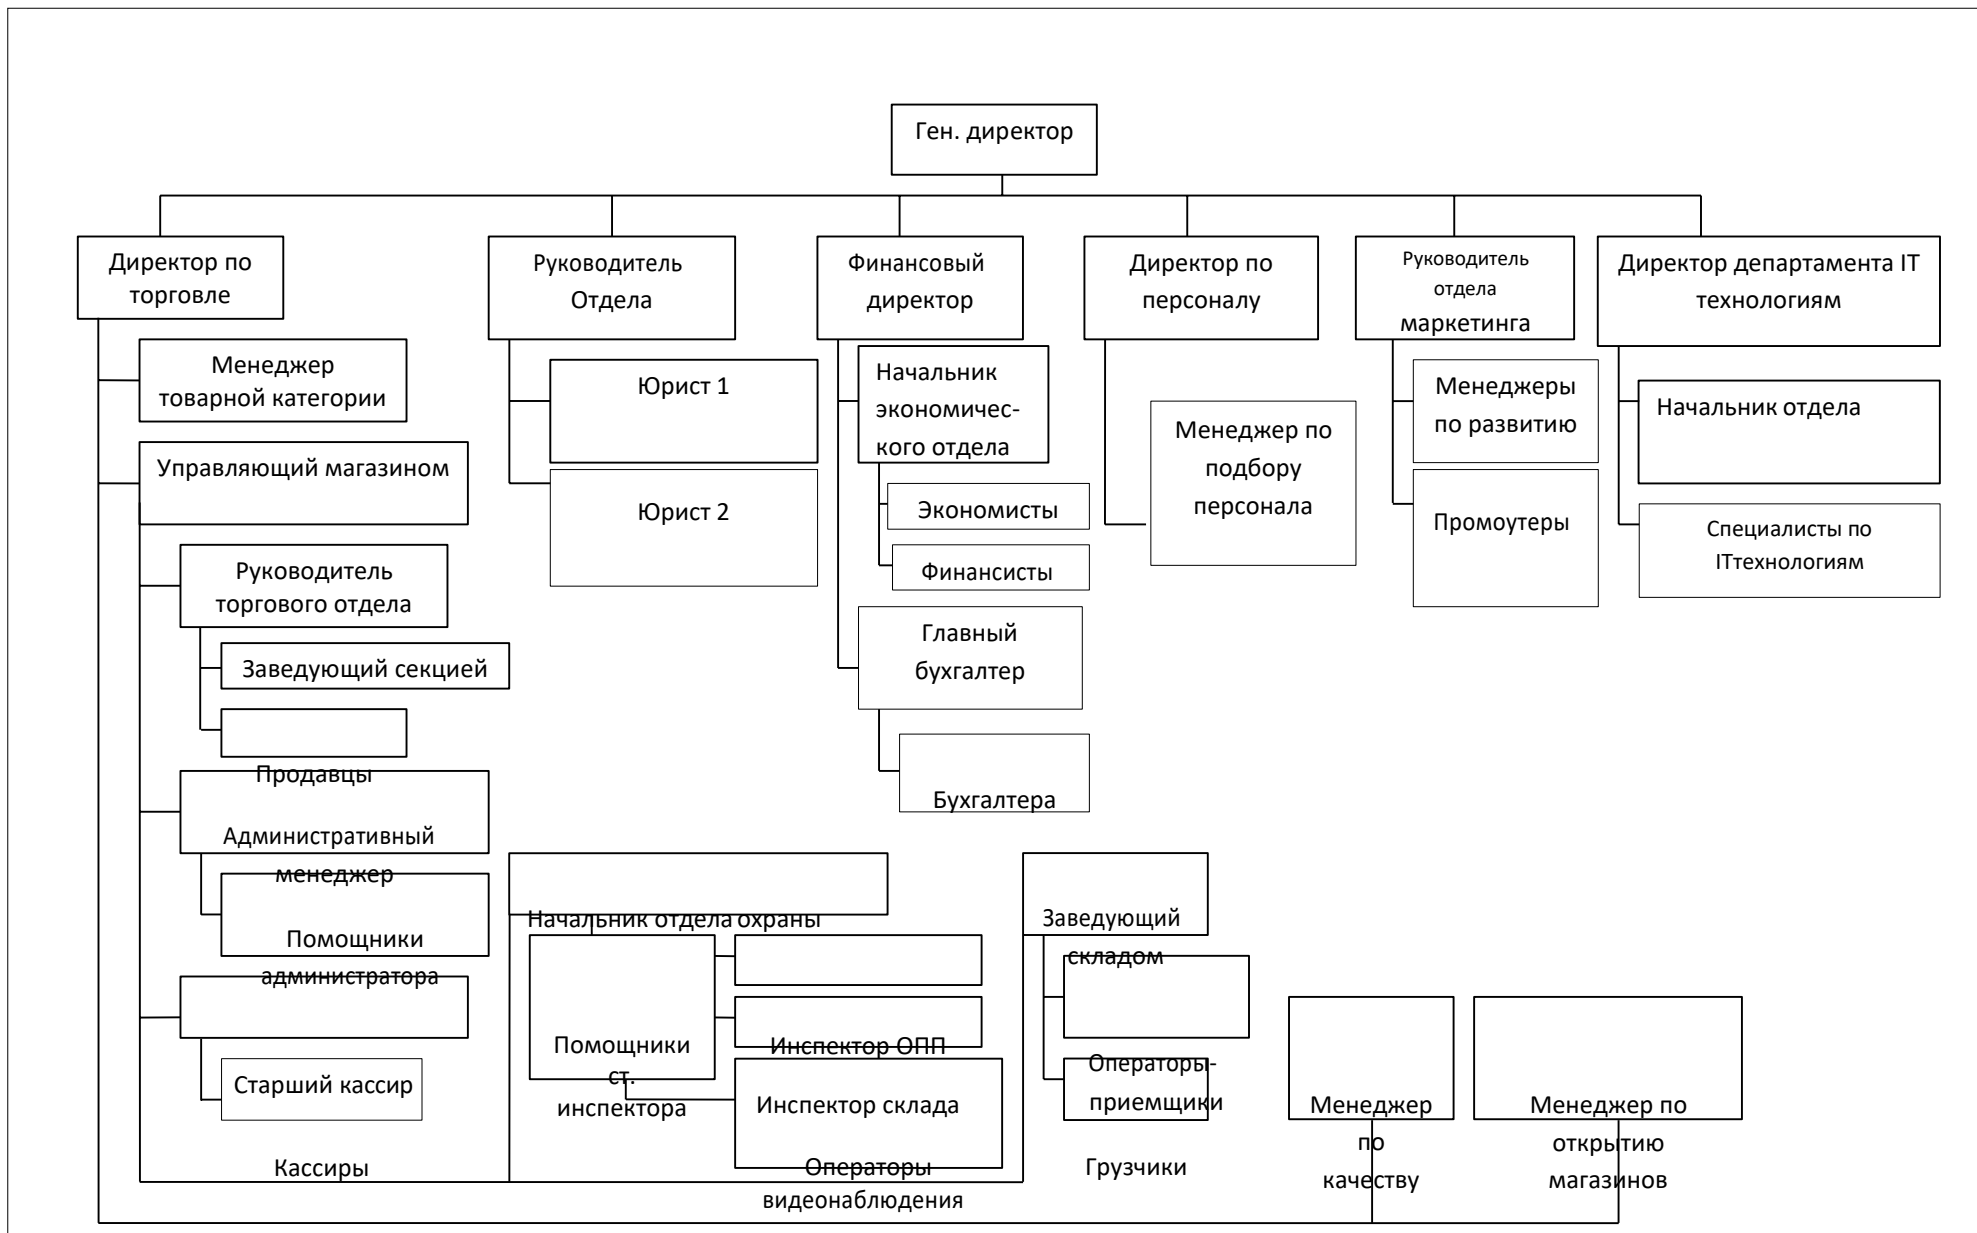 Ген. директор
Директор по
торговле
Руководитель
Отдела
Финансовый
директор
Директор по
персоналу
Руководитель
отдела
маркетинга
Директор департамента IT
технологиям
Менеджер
товарной категории
Управляющий магазином
Руководитель
торгового отдела
Заведующий секцией
Продавцы
Административный
менеджер
Помощники
администратора
Старший кассир
Кассиры
Юрист 1
Юрист 2
Начальник
экономичес-
кого отдела
Экономисты
Финансисты
Главный
бухгалтер
Бухгалтера
Менеджер по
подбору
персонала
Менеджеры
по развитию
Промоутеры
Начальник отдела
Специалисты по
ITтехнологиям
Начальник отдела охраны
Помощники
ст.
инспектора
Инспектор ОПП
Инспектор склада
Операторы
видеонаблюдения
Заведующий
складом
Операторы-
приемщики
Грузчики
Менеджер
по
качеству
Менеджер по
открытию
магазинов